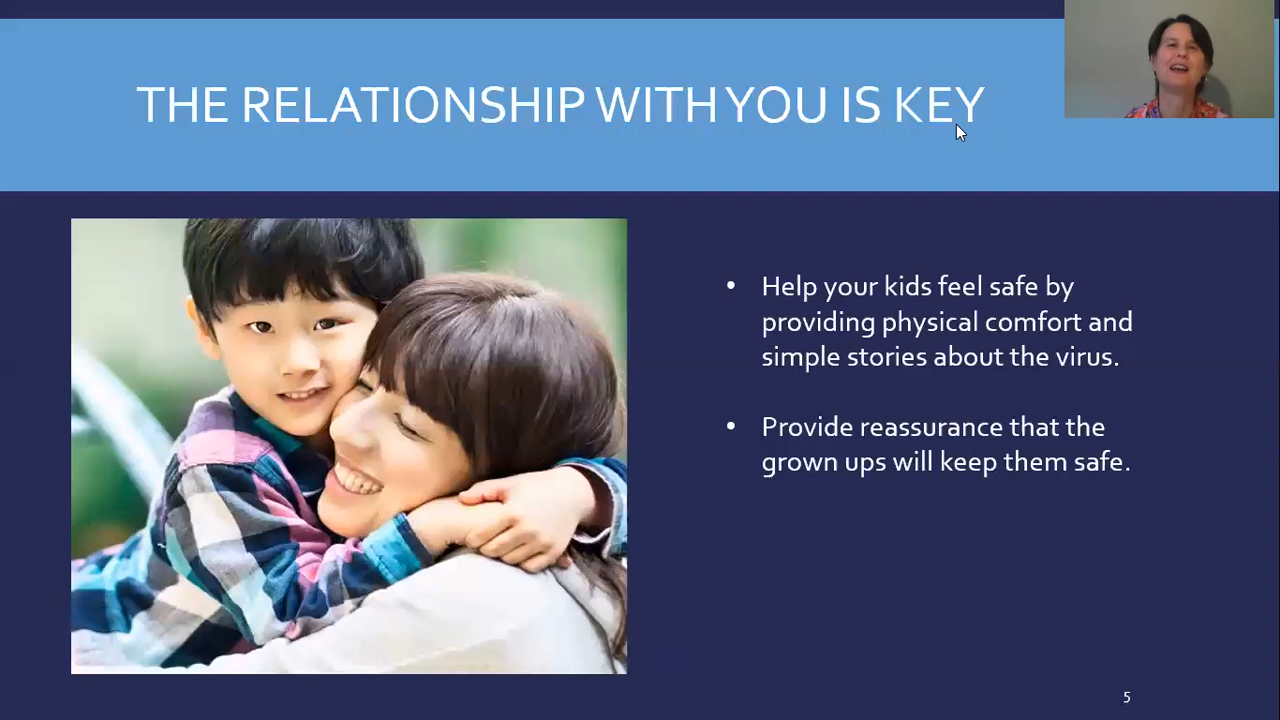 THE RELATIONSHIP WITH YOU IS KEY
• Help your kids feel safe by
providing physical comfort and
simple stories about the virus.
• Provide reassurance that the
grown ups will keep them safe.
5